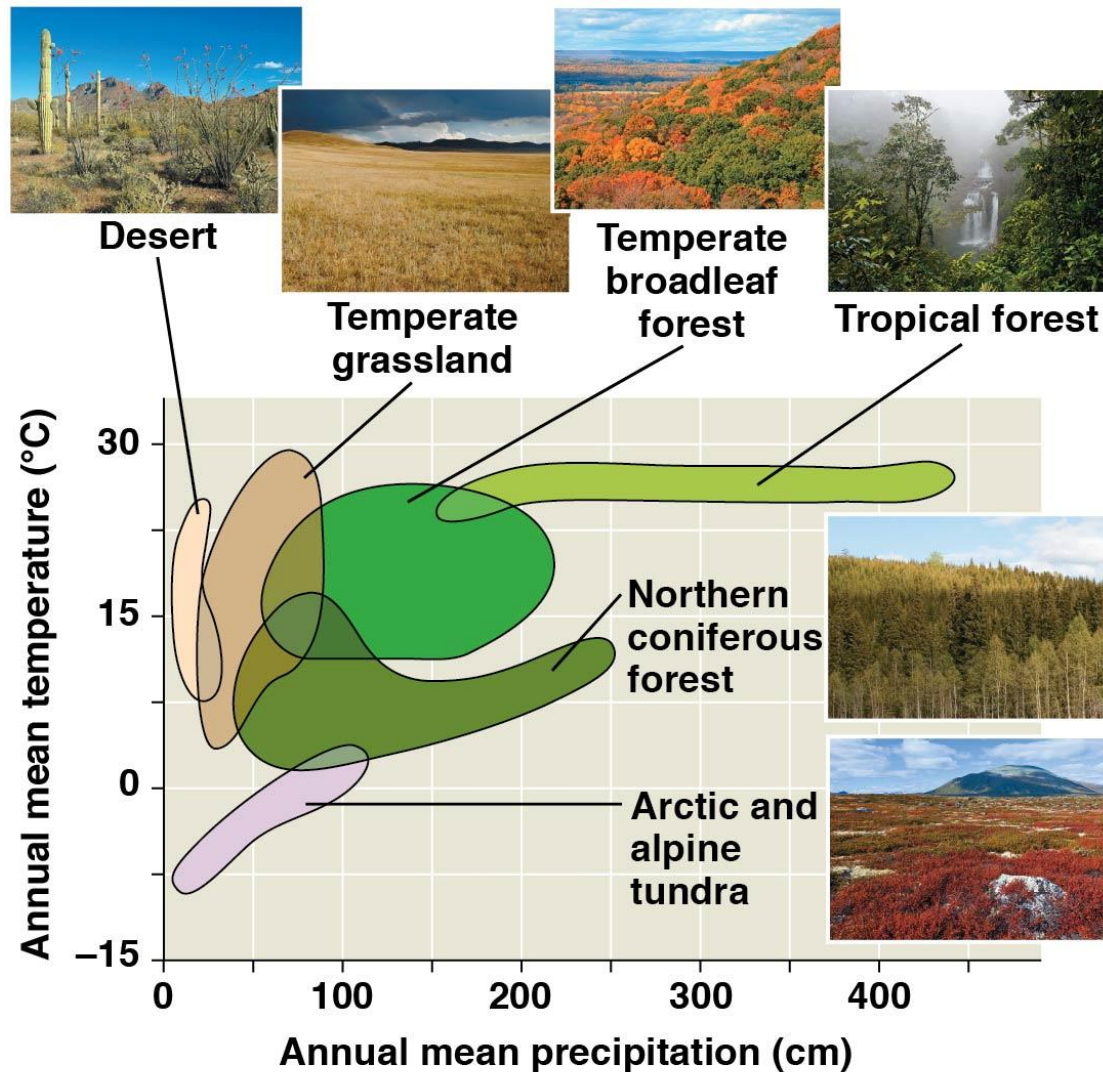 Desert
Temperate
grassland
Temperate
broadleaf
forest
Tropical forest
Annual mean temperature (°C)
30
15
0
–15
Northern
coniferous
forest
Arctic and
alpine
tundra
0
100
200
300
400
Annual mean precipitation (cm)